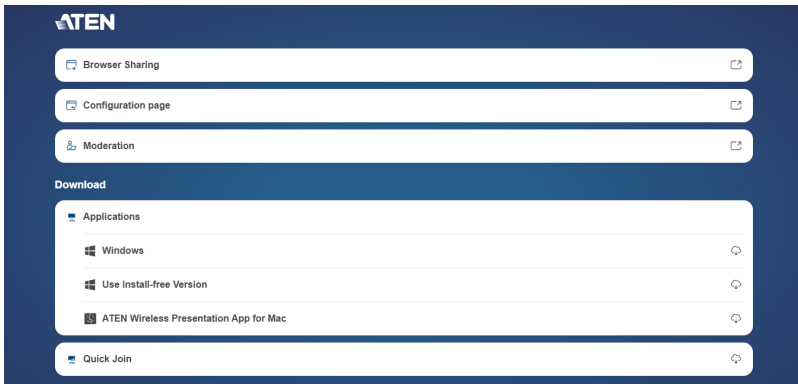 ATEN
Browser Sharing
Configuration page
Moderation
Download
Applications
Windows
Use Install-free Version
ATEN Wireless Presentation App for Mac
Quick Join